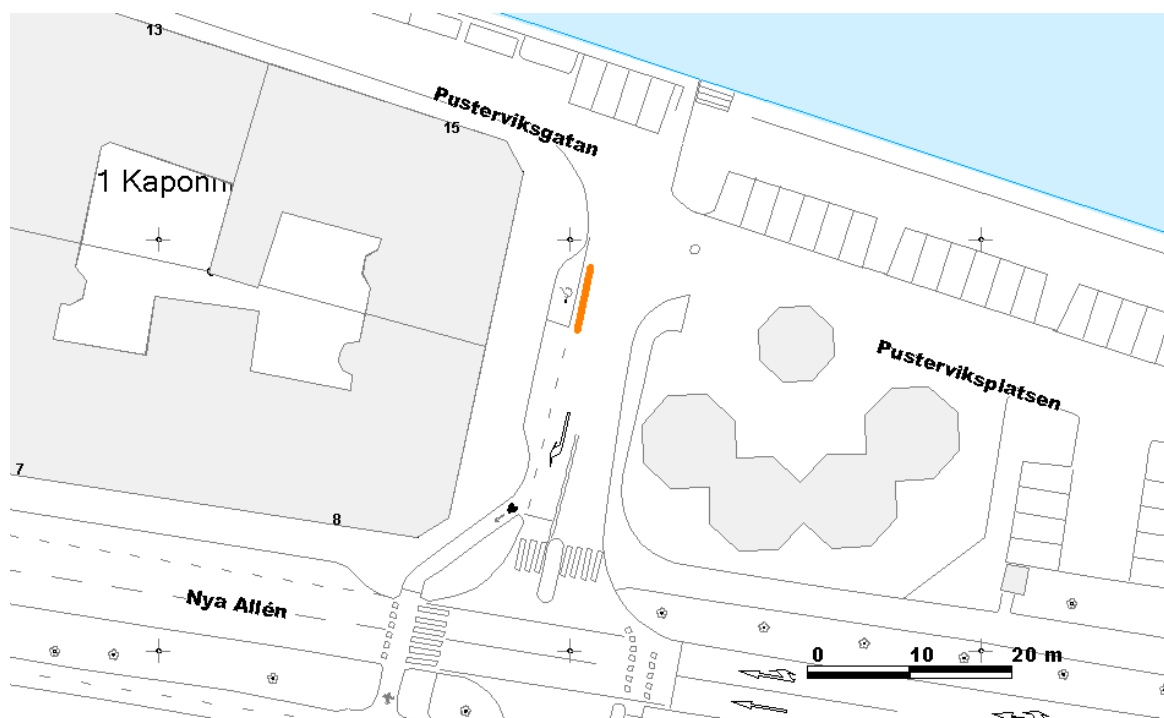 13
Pusterviksgatan
15
1 Kaponn
Pusterviksplatsen
7
8
Nya Allén
0 10 20 m